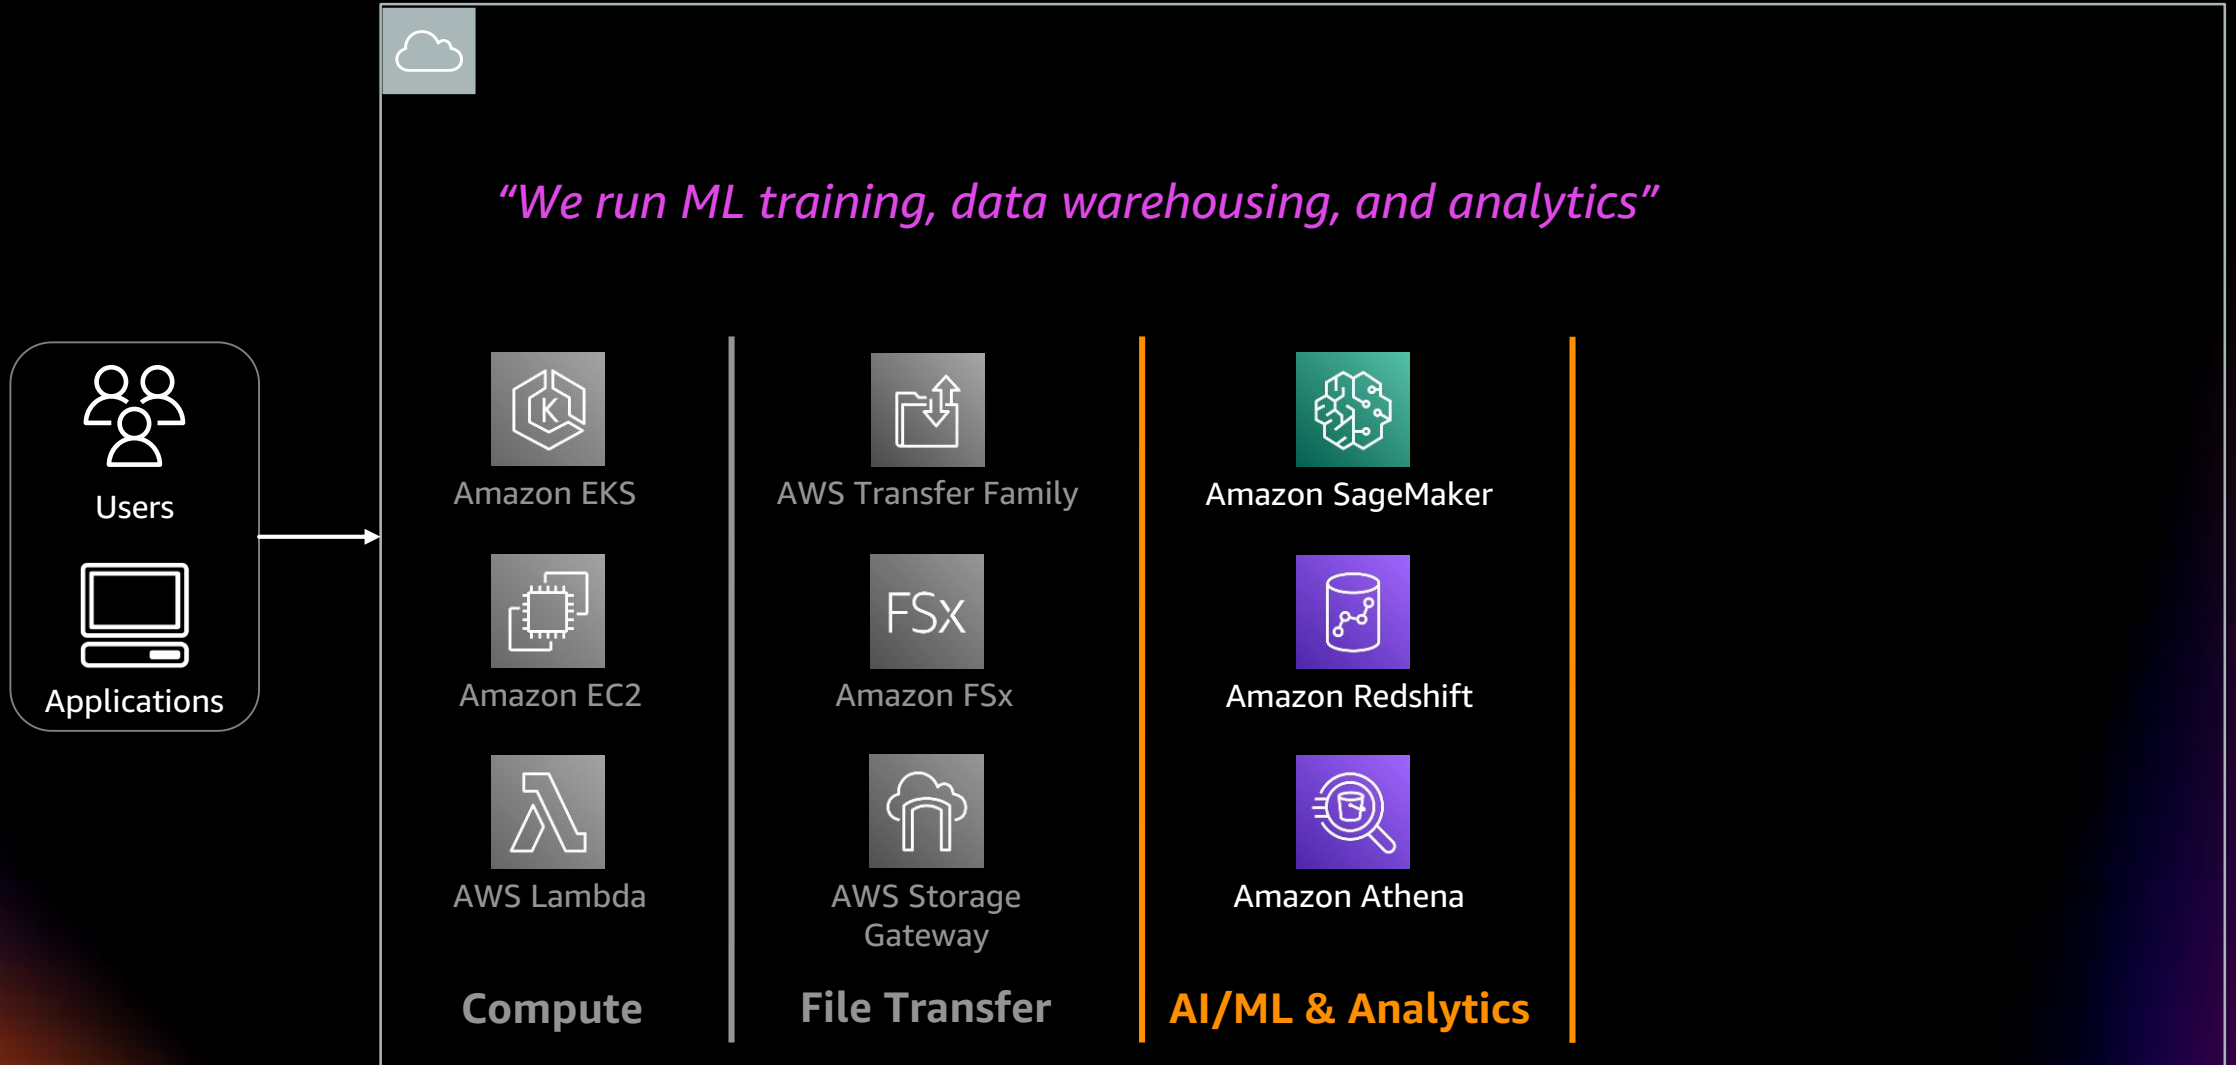 “We run ML training, data warehousing, and analytics”
Users
Applications
K
Amazon EKS
Amazon EC2
AWS Lambda
Compute
AWS Transfer Family
FSx
Amazon FSx
AWS Storage
Gateway
File Transfer
Amazon SageMaker
Amazon Redshift
Amazon Athena
AI/ML & Analytics